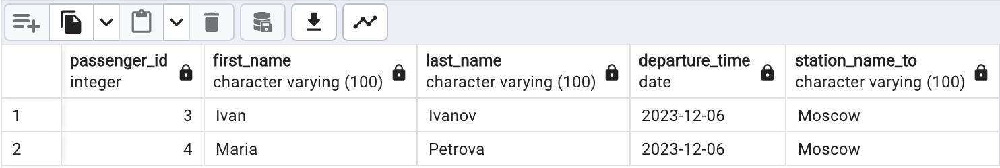 passenger_id first_name last_name departure_time station_name_to
integer character varying (100) character varying (100) date character varying (100)
1 3 Ivan Ivanov 2023-12-06 Moscow
2 4 Maria Petrova 2023-12-06 Moscow